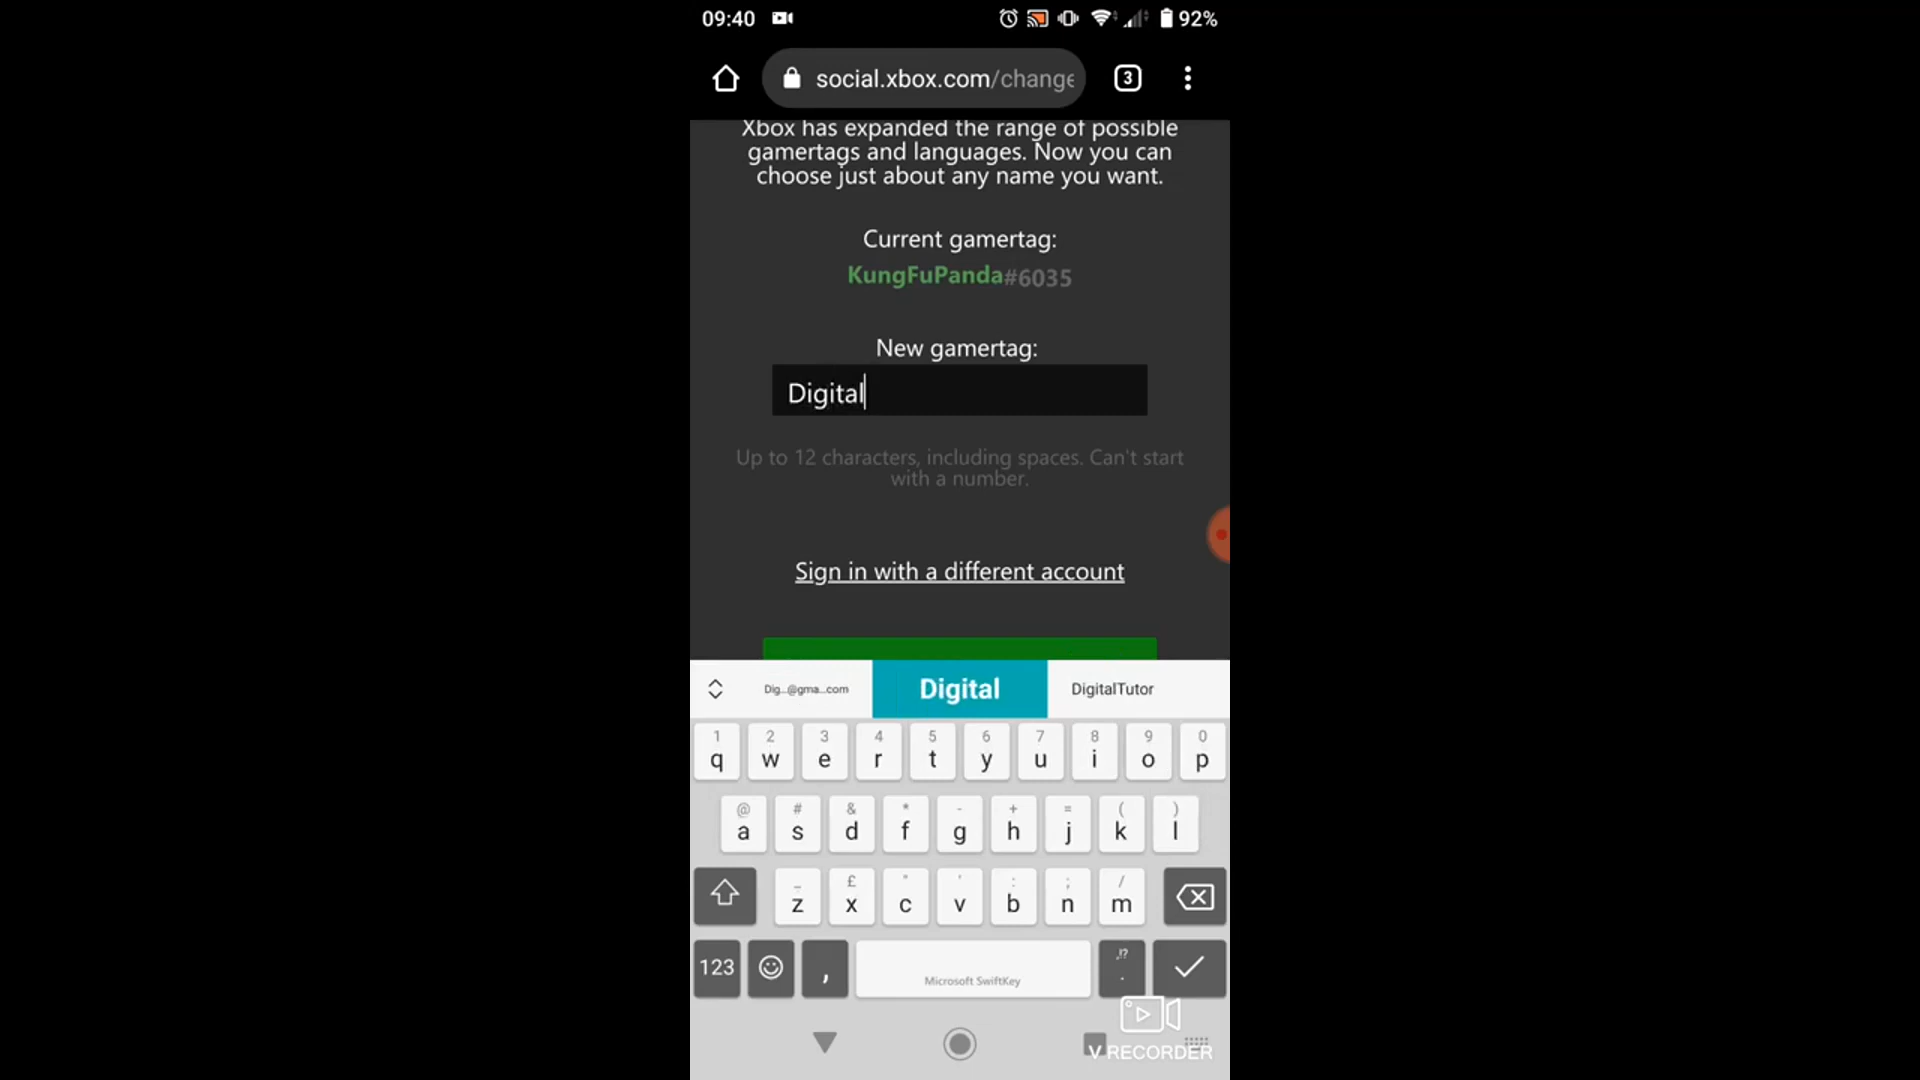 09:40 92%
social.xbox.com/change
3
Xbox has expanded the range of possible
gamertags and languages. Now you can
choose just about any name you want.
Current gamertag:
KungFuPanda#6035
New gamertag:
Digital
Up to 12 characters, including spaces. Can't start
with a number.
Sign in with a different account
Dig...@gma...com Digital DigitalTutor
1 2 3 4 5 6 7 8 9 0
q w e r t y u i o p
@ # & * - + = ( )
a s d f g h j k l
_ £ " ' : ; /
z x c v b n m
123 , Microsoft SwiftKey ,!? .
V RECORDER